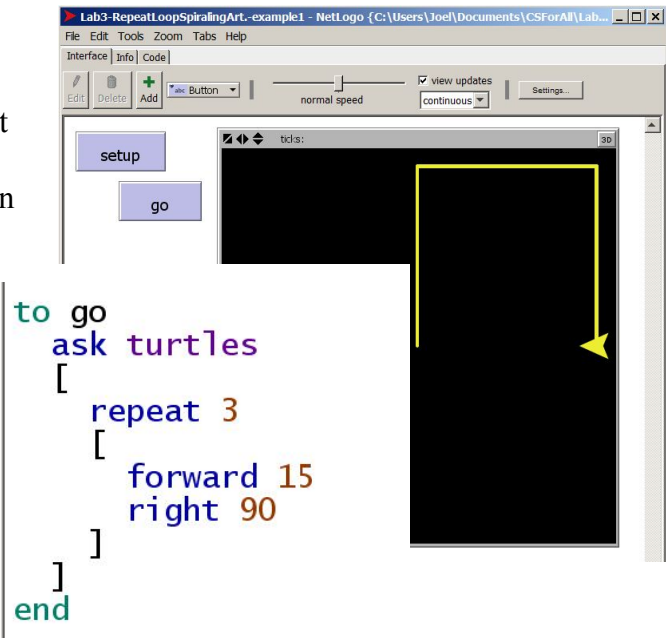 Lab3-RepeatLoopSpiralingArt.-example1 - NetLogo {C:\Users\Joel\Documents\CSForAll\Lab...
File Edit Tools Zoom Tabs Help
Interface Info Code
Edit Delete Add abc Button normal speed view updates continuous Settings...
setup
ticks: 3D
go
to go
ask turtles
[
repeat 3
[
forward 15
right 90
]
]
end